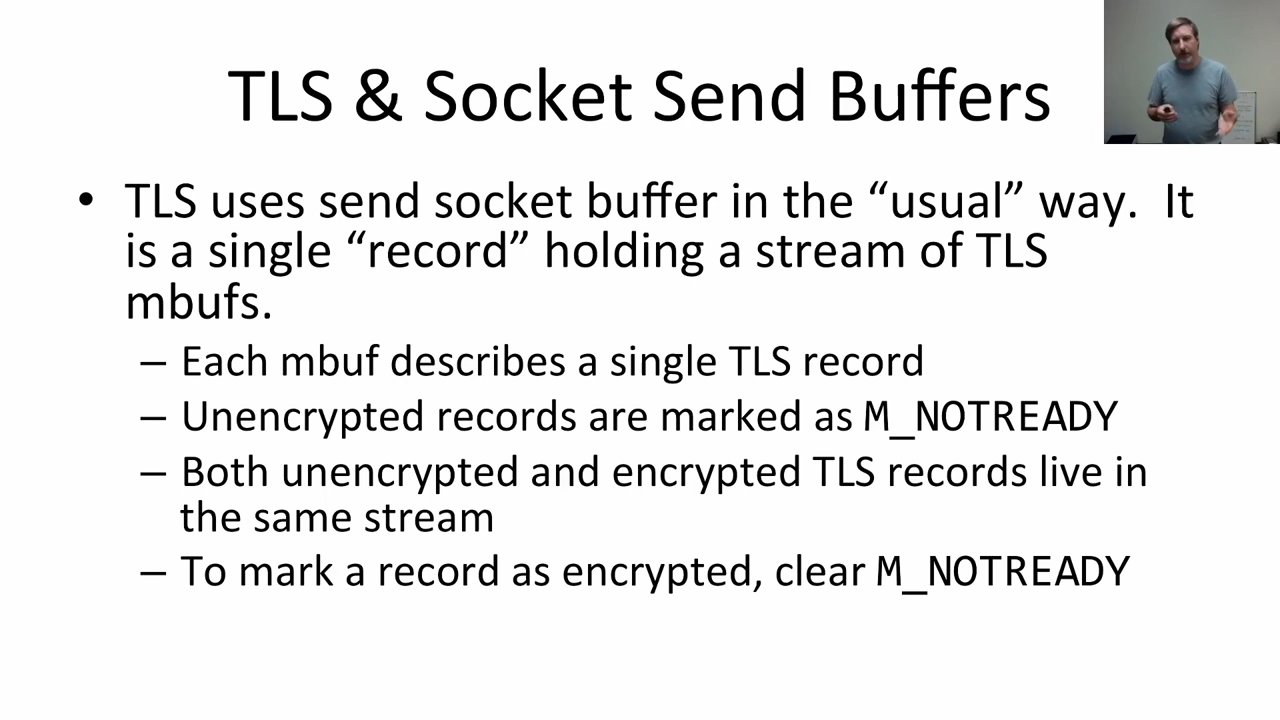 TLS & Socket Send Buffers
• TLS uses send socket buffer in the “usual” way.  It
is a single “record” holding a stream of TLS
mbufs.
– Each mbuf describes a single TLS record
– Unencrypted records are marked as M_NOTREADY
– Both unencrypted and encrypted TLS records live in
the same stream
– To mark a record as encrypted, clear M_NOTREADY